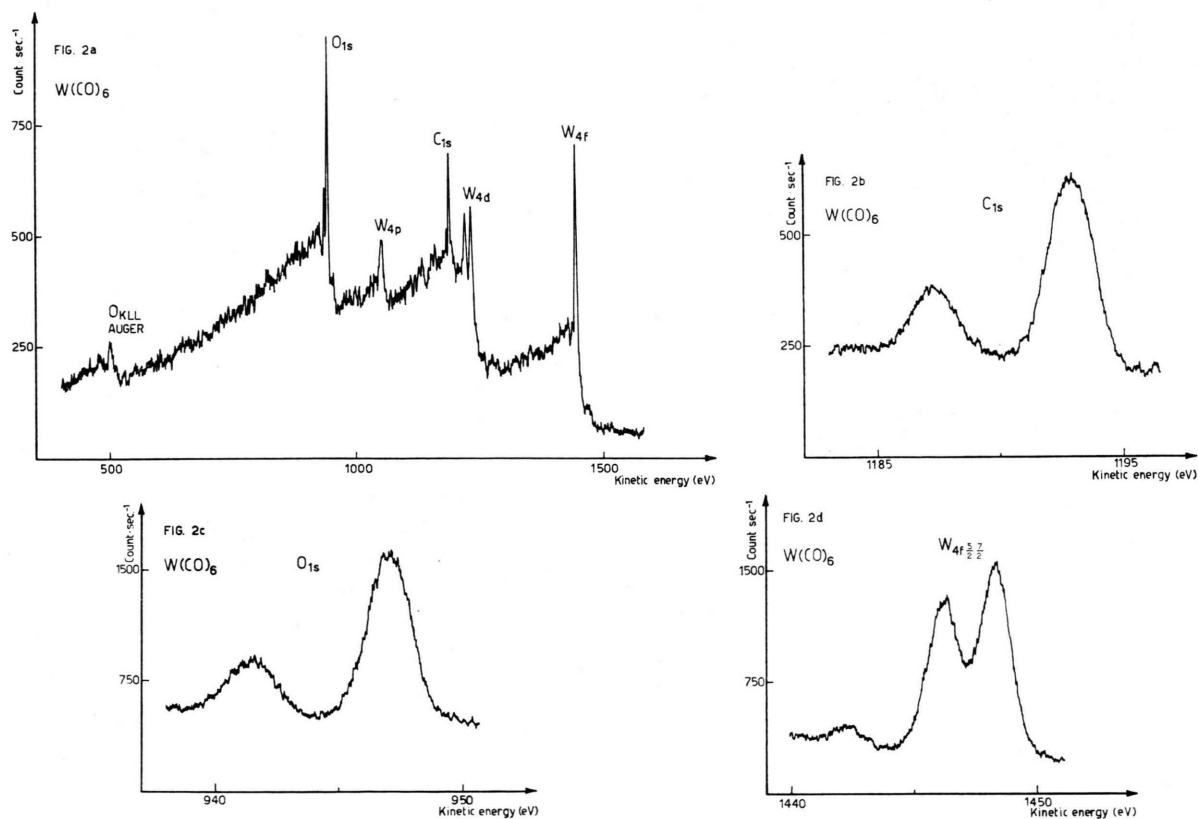 FIG. 2a
W(CO)₆
Count · sec.⁻¹
750
500
250
O1s
C1s
W4f
W4d
W4p
OKLL
AUGER
500
1000
1500
Kinetic energy (eV)
FIG. 2b
W(CO)₆
C1s
Count · sec⁻¹
500
250
1185
1195
Kinetic energy (eV)
FIG. 2c
W(CO)₆
O1s
Count · sec⁻¹
1500
750
940
950
Kinetic energy (eV)
FIG. 2d
W(CO)₆
W4f 5/2 7/2
Count · sec⁻¹
1500
750
1440
1450
Kinetic energy (eV)